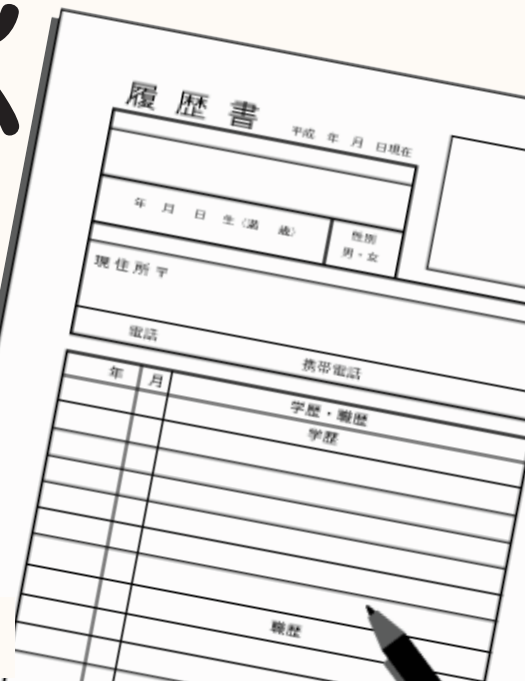 履歴書
平成 年 月 日現在
年 月 日 生〈満 歳〉
性別
男・女
現住所〒
電話
携帯電話
年 月 学歴・職歴
学歴
職歴